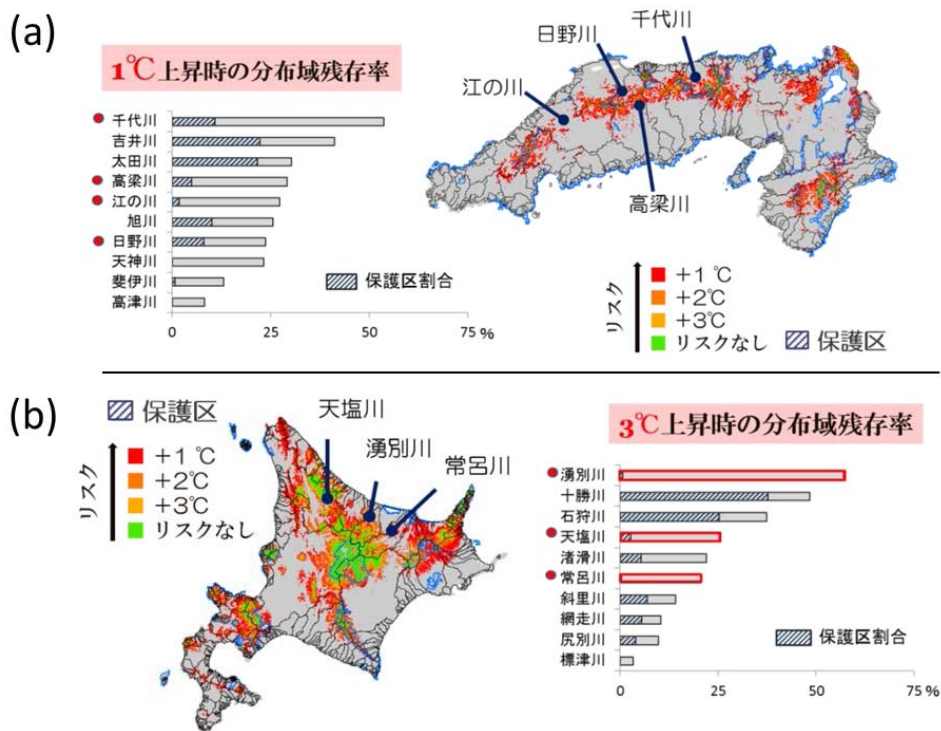 (a)
1℃上昇時の分布域残存率
千代川
吉井川
太田川
高梁川
江の川
旭川
日野川
天神川
斐伊川
高津川
保護区割合
0 25 50 75 %
千代川
日野川
江の川
高梁川
リスク
+1℃
+2℃
+3℃
リスクなし
保護区
(b)
保護区
リスク
+1℃
+2℃
+3℃
リスクなし
天塩川
湧別川
常呂川
3℃上昇時の分布域残存率
湧別川
十勝川
石狩川
天塩川
渚滑川
常呂川
斜里川
網走川
尻別川
標津川
保護区割合
0 25 50 75 %